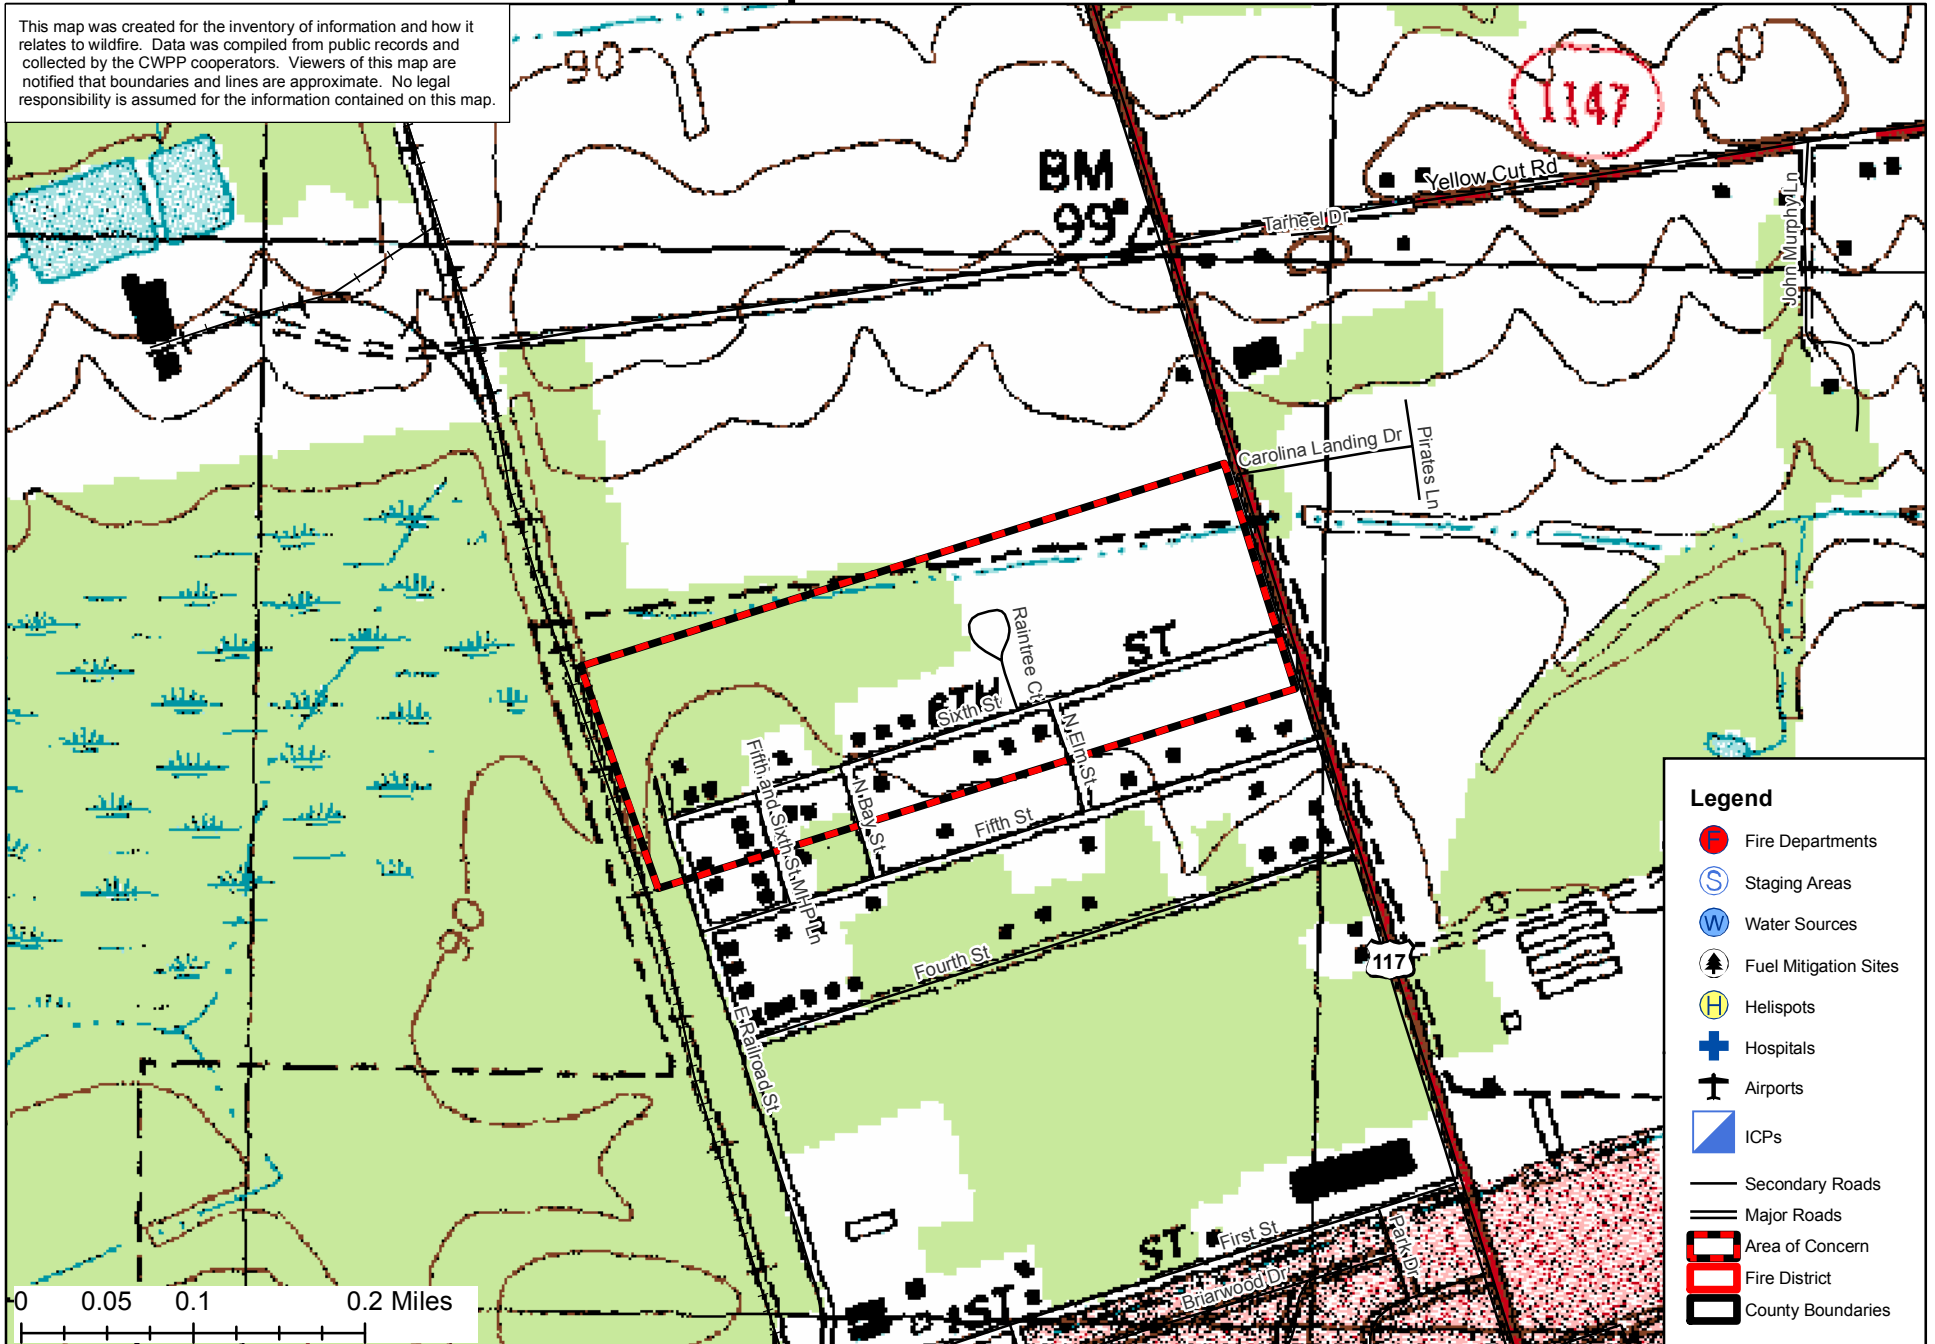 This map was created for the inventory of information and how it
relates to wildfire. Data was compiled from public records and
collected by the CWPP cooperators. Viewers of this map are
notified that boundaries and lines are approximate. No legal
responsibility is assumed for the information contained on this map.
90
1147
100
BM
99
Yellow Cut Rd
Tarheel Dr
John Murphy Ln
Carolina Landing Dr
Pirates Ln
Raintree Ct
ST
6TH
Sixth St
N Elm St
Fifth and Sixth St MHP Ln
N Bay St
Fifth St
90
Fourth St
117
E Railroad St
ST
First St
Park Dr
Briarwood Dr
1ST
0 0.05 0.1 0.2 Miles
Legend
F Fire Departments
S Staging Areas
W Water Sources
Fuel Mitigation Sites
H Helispots
Hospitals
Airports
ICPs
Secondary Roads
Major Roads
Area of Concern
Fire District
County Boundaries